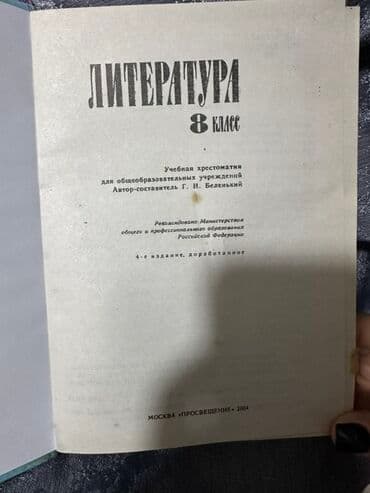 ЛИТЕРАТУРА
8 КЛАСС
Учебная хрестоматия
для общеобразовательных учреждений
Автор-составитель Г. И. Беленький
Рекомендовано Министерством
общего и профессионального образования
Российской Федерации
4-е издание, доработанное
МОСКВА «ПРОСВЕЩЕНИЕ» 2004